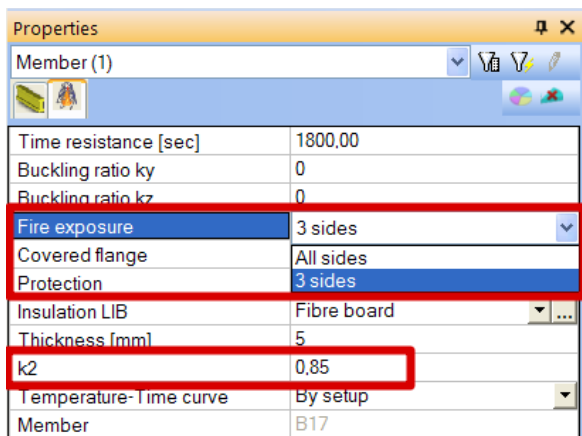 Properties
Member (1)
Time resistance [sec] 1800,00
Buckling ratio ky 0
Buckling ratio kz 0
Fire exposure 3 sides
Covered flange All sides
Protection 3 sides
Insulation LIB Fibre board ...
Thickness [mm] 5
k2 0,85
Temperature-Time curve By setup
Member B17